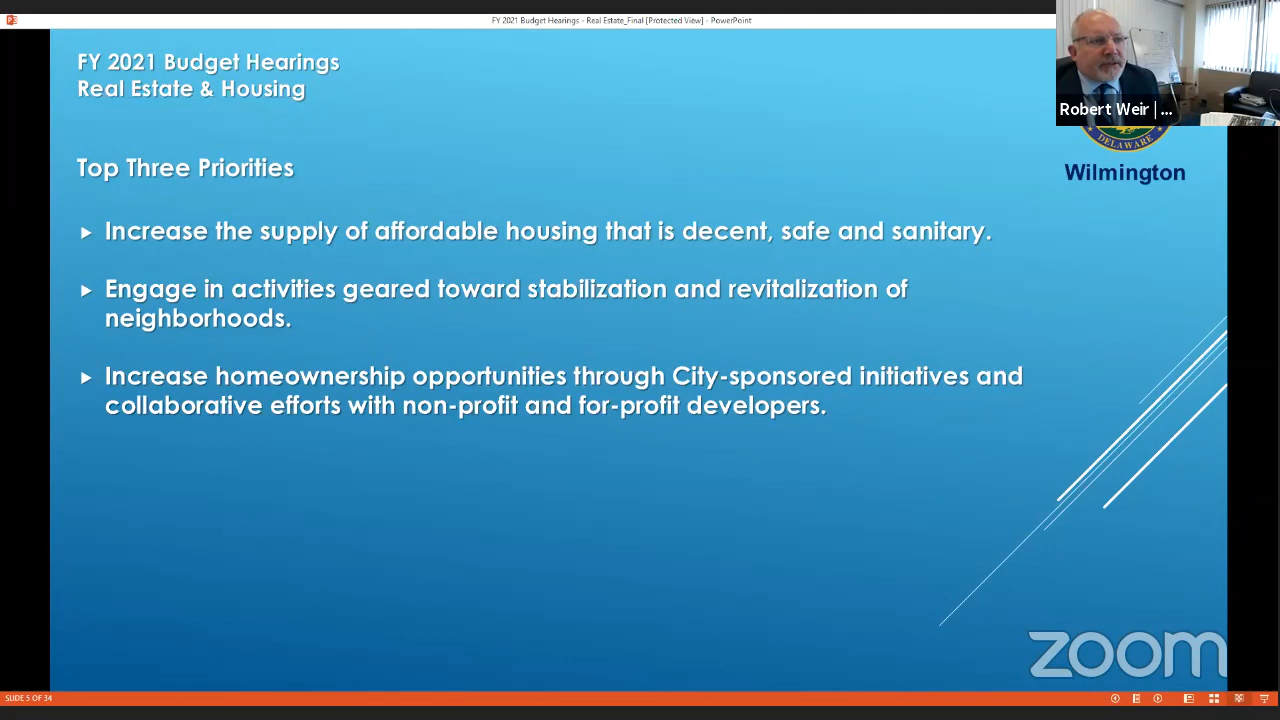 FY 2021 Budget Hearings - Real Estate_Final [Protected View] - PowerPoint
FY 2021 Budget Hearings
Real Estate & Housing
Robert Weir | ...
DELAWARE
Wilmington
Top Three Priorities
Increase the supply of affordable housing that is decent, safe and sanitary.
Engage in activities geared toward stabilization and revitalization of
neighborhoods.
Increase homeownership opportunities through City-sponsored initiatives and
collaborative efforts with non-profit and for-profit developers.
zoom
SLIDE 5 OF 34